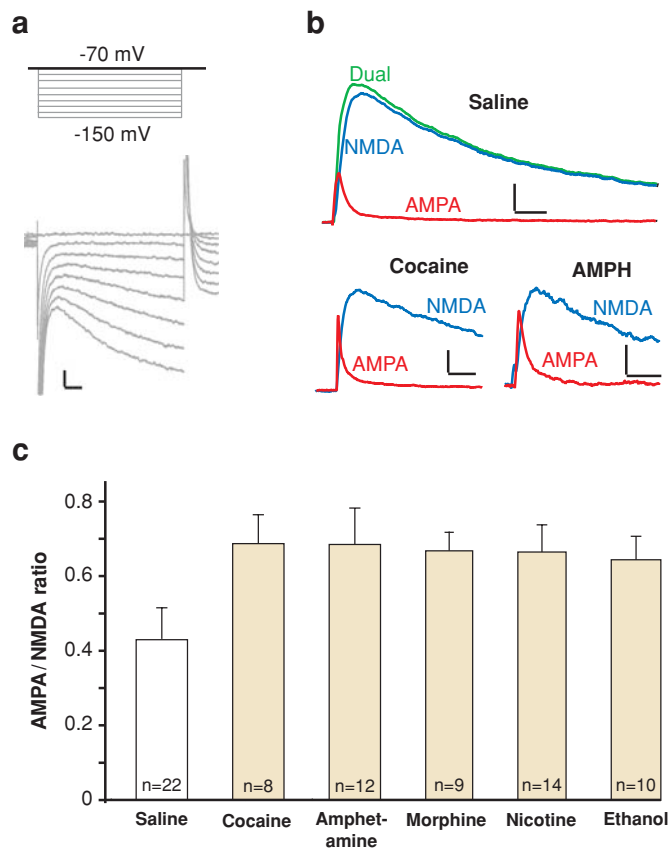 a
-70 mV
-150 mV
b
Dual
Saline
NMDA
AMPA
Cocaine
NMDA
AMPA
AMPH
NMDA
AMPA
c
AMPA/NMDA ratio
0.8
0.6
0.4
0.2
0
n=22
n=8
n=12
n=9
n=14
n=10
Saline
Cocaine
Amphet-
amine
Morphine
Nicotine
Ethanol